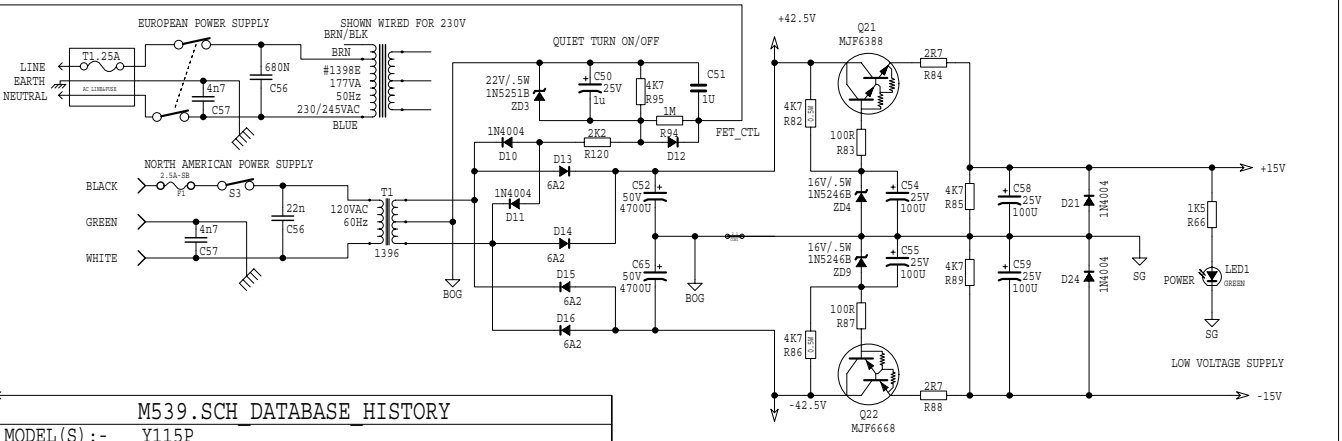 EUROPEAN POWER SUPPLY
SHOWN WIRED FOR 230V
BRN/BLK
BRN
T1.25A
LINE
EARTH
NEUTRAL
AC LINE&FUSE
4n7
C57
680N
C56
#1398E
177VA
50Hz
230/245VAC
BLUE
QUIET TURN ON/OFF
22V/.5W
1N5251B
ZD3
C50
25V
1u
4K7
R95
C51
1U
1M
R94
FET_CTL
1N4004
D10
2K2
R120
D12
NORTH AMERICAN POWER SUPPLY
BLACK
2.5A-SB
F1
S3
GREEN
4n7
C57
WHITE
22n
C56
T1
120VAC
60Hz
1396
D13
6A2
1N4004
D11
D14
6A2
D15
6A2
D16
6A2
BOG
C52
50V
4700U
C65
50V
4700U
BOG
+42.5V
Q21
MJF6388
2R7
R84
4K7
R82
0.5W
100R
R83
16V/.5W
1N5246B
ZD4
C54
25V
100U
16V/.5W
1N5246B
ZD9
C55
25V
100U
4K7
R86
0.5W
100R
R87
-42.5V
Q22
MJF6668
2R7
R88
4K7
R85
C58
25V
100U
D21
1N4004
4K7
R89
C59
25V
100U
D24
1N4004
SG
+15V
1K5
R66
POWER
LED1
GREEN
SG
LOW VOLTAGE SUPPLY
-15V
M539.SCH_DATABASE_HISTORY
MODEL(S):- Y115P